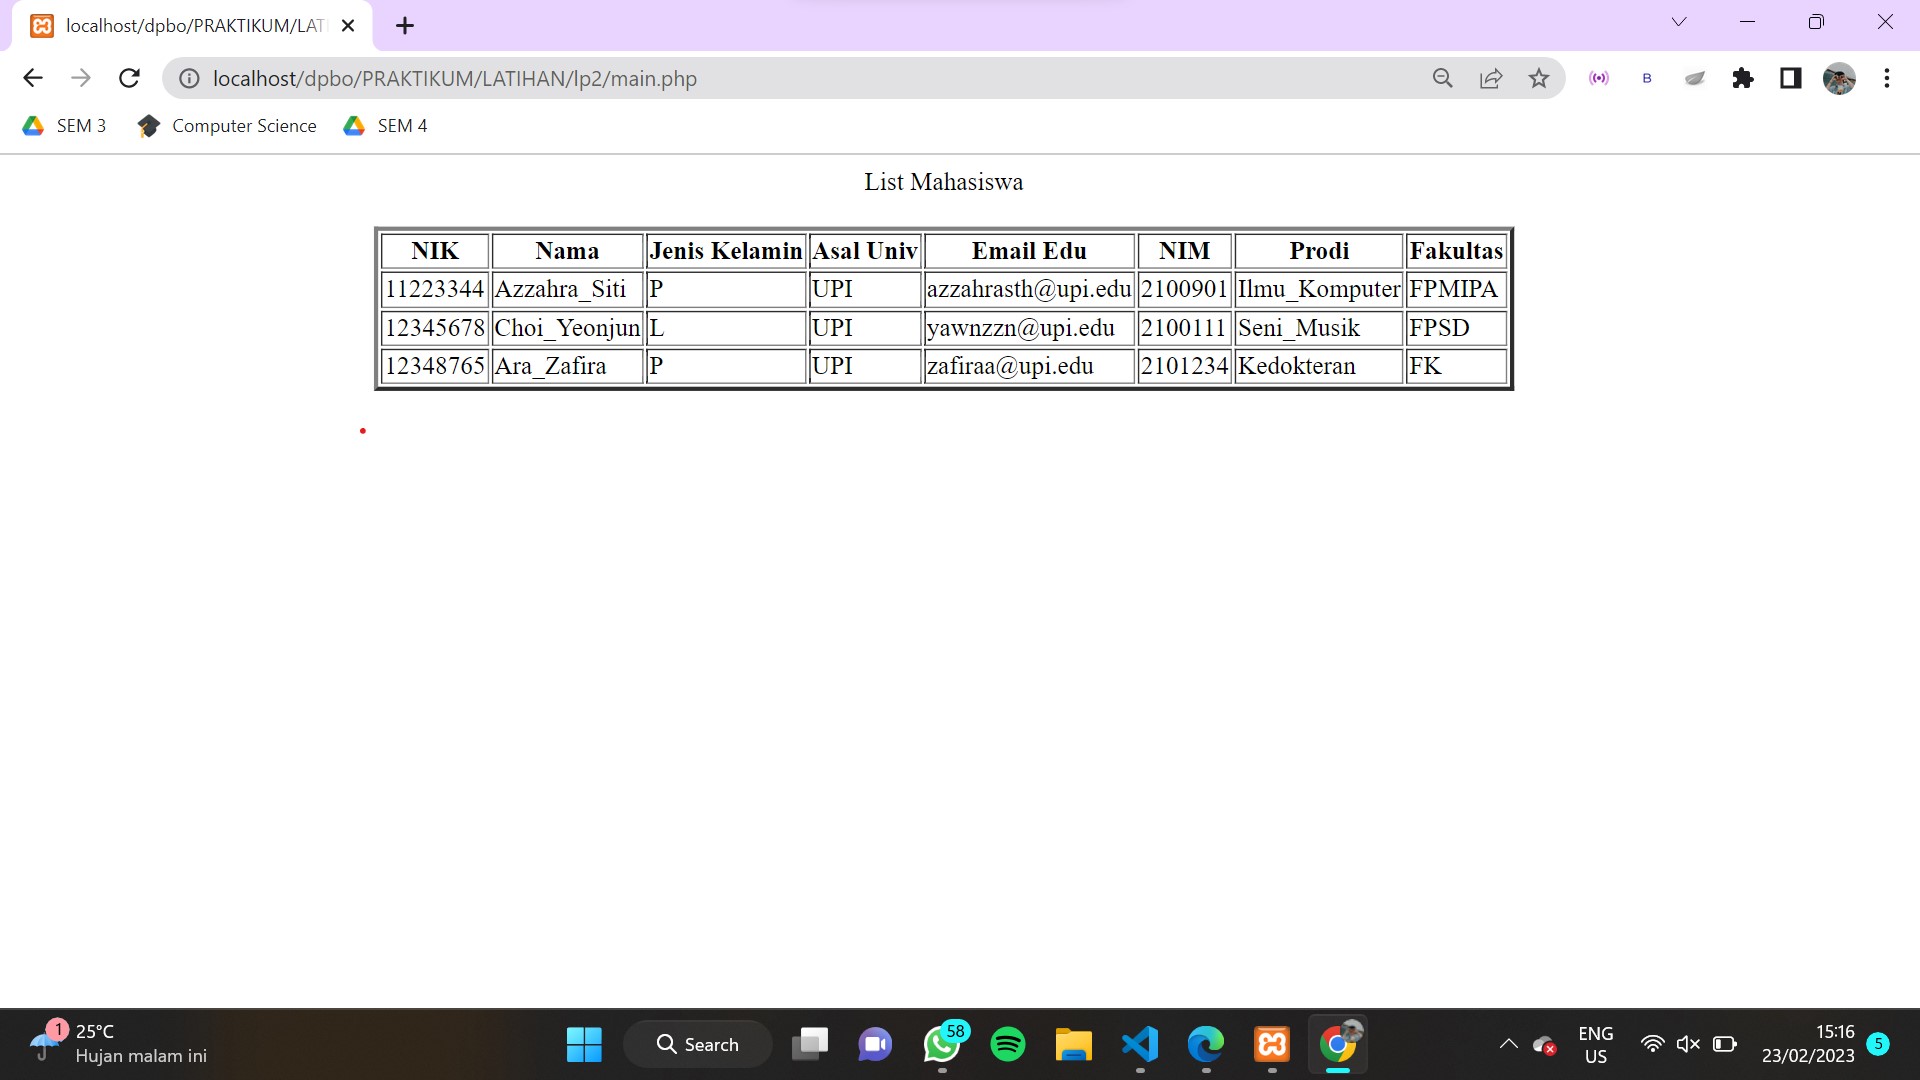 localhost/dpbo/PRAKTIKUM/LATI
localhost/dpbo/PRAKTIKUM/LATIHAN/lp2/main.php
B
SEM 3 Computer Science SEM 4
List Mahasiswa
NIK Nama Jenis Kelamin Asal Univ Email Edu NIM Prodi Fakultas
11223344 Azzahra_Siti P UPI azzahrasth@upi.edu 2100901 Ilmu_Komputer FPMIPA
12345678 Choi_Yeonjun L UPI yawnzzn@upi.edu 2100111 Seni_Musik FPSD
12348765 Ara_Zafira P UPI zafiraa@upi.edu 2101234 Kedokteran FK
1
25°C
Hujan malam ini
Search
58
ENG
US
15:16
23/02/2023
5